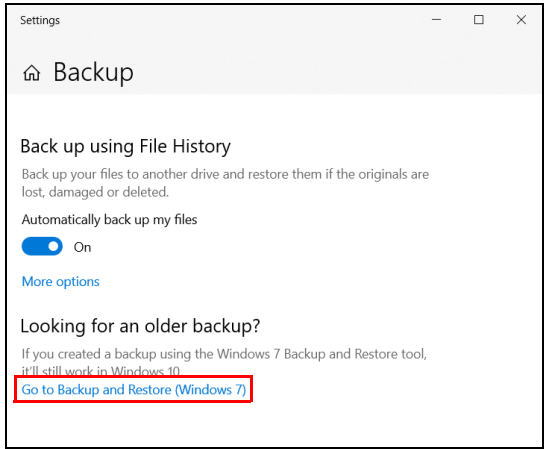 Settings
Backup
Back up using File History
Back up your files to another drive and restore them if the originals are
lost, damaged or deleted.
Automatically back up my files
On
More options
Looking for an older backup?
If you created a backup using the Windows 7 Backup and Restore tool,
it'll still work in Windows 10.
Go to Backup and Restore (Windows 7)